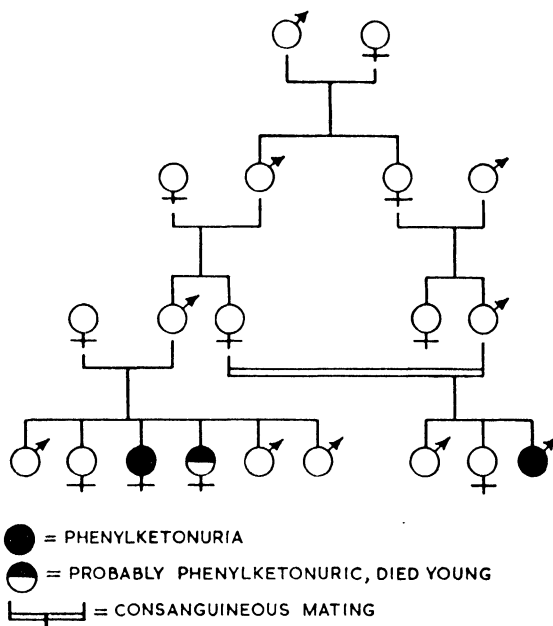 = PHENYLKETONURIA
= PROBABLY PHENYLKETONURIC, DIED YOUNG
= CONSANGUINEOUS MATING